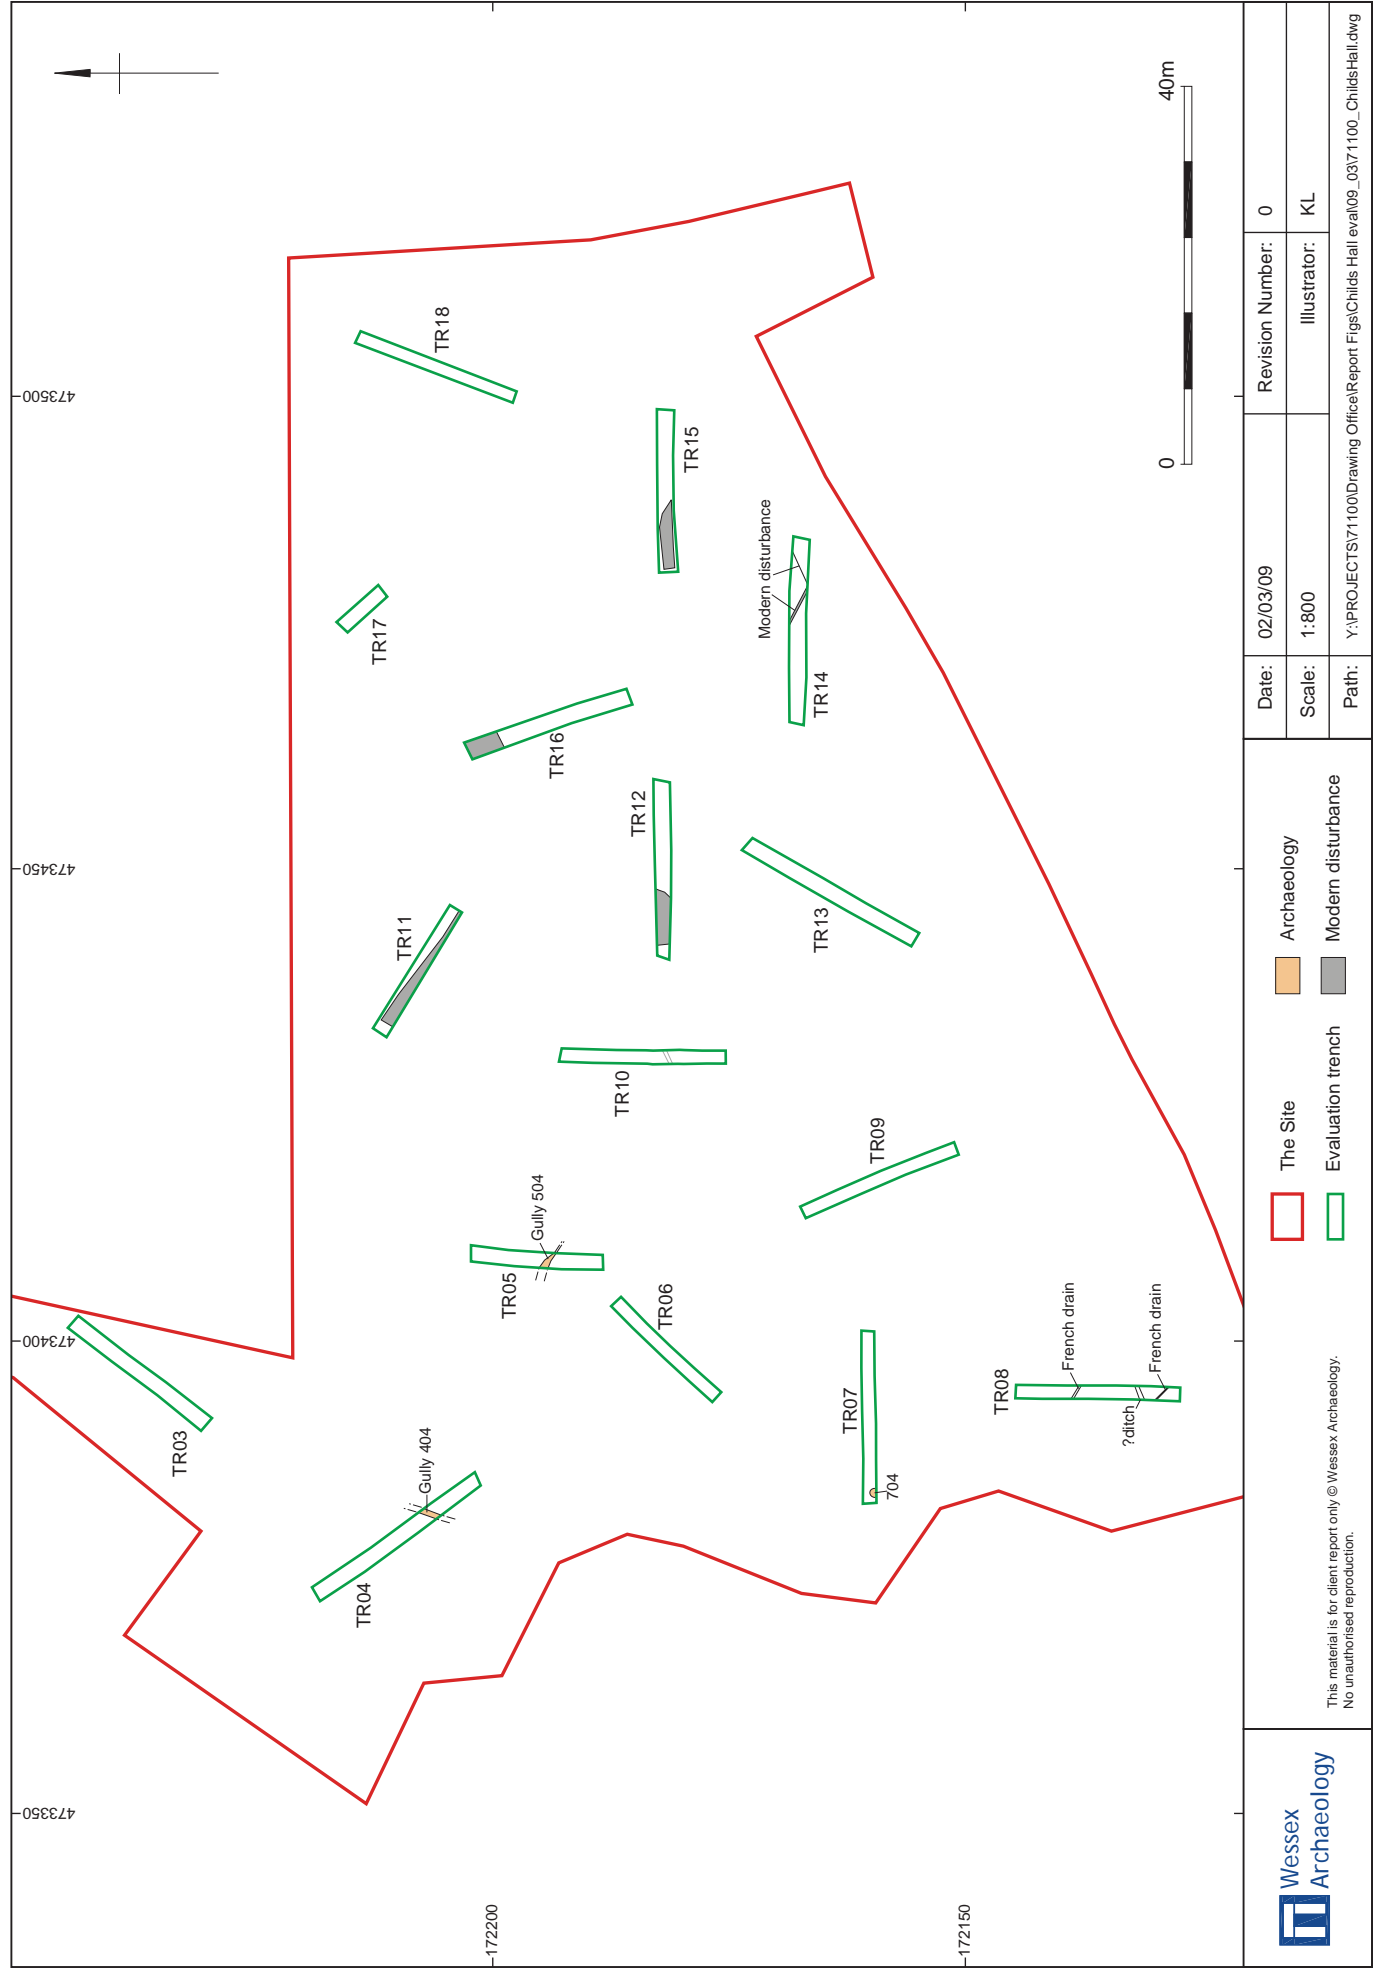 473350
473400
473450
473500
172200
172150
TR03
TR04
Gully 404
TR05
Gully 504
TR06
TR07
704
TR08
French drain
?ditch
French drain
TR09
TR10
TR11
TR12
TR13
TR14
Modern disturbance
TR15
TR16
TR17
TR18
0 40m
Wessex
Archaeology
The Site
Archaeology
Evaluation trench
Modern disturbance
This material is for client report only © Wessex Archaeology.
No unauthorised reproduction.
Date: 02/03/09 Revision Number: 0
Scale: 1:800 Illustrator: KL
Path: Y:\PROJECTS\71100\Drawing Office\Report Figs\Childs Hall eval\09_03\71100_ChildsHall.dwg